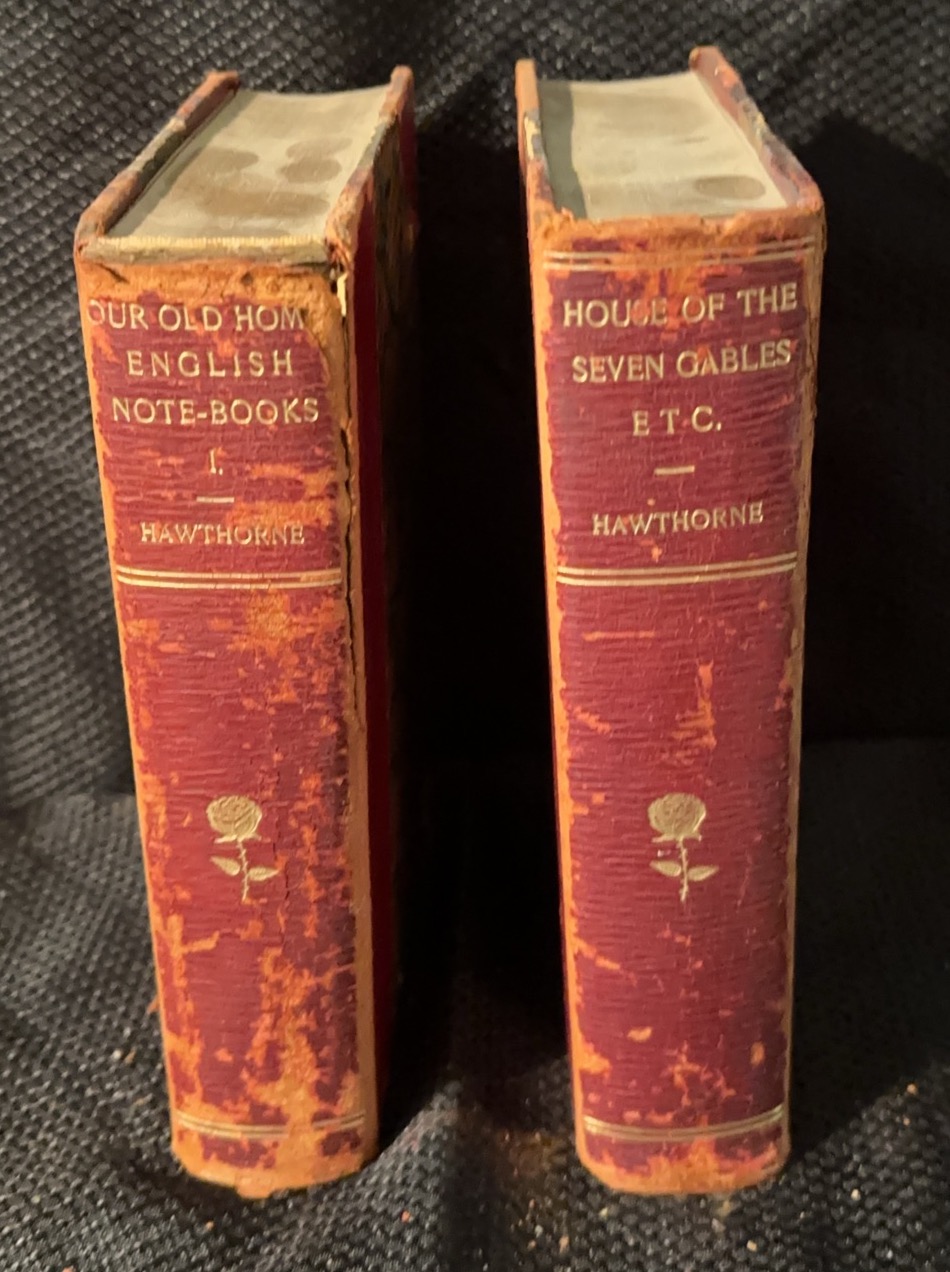 OUR OLD HOM
ENGLISH
NOTE-BOOKS
I.
HAWTHORNE
HOUSE OF THE
SEVEN GABLES
ETC.
HAWTHORNE